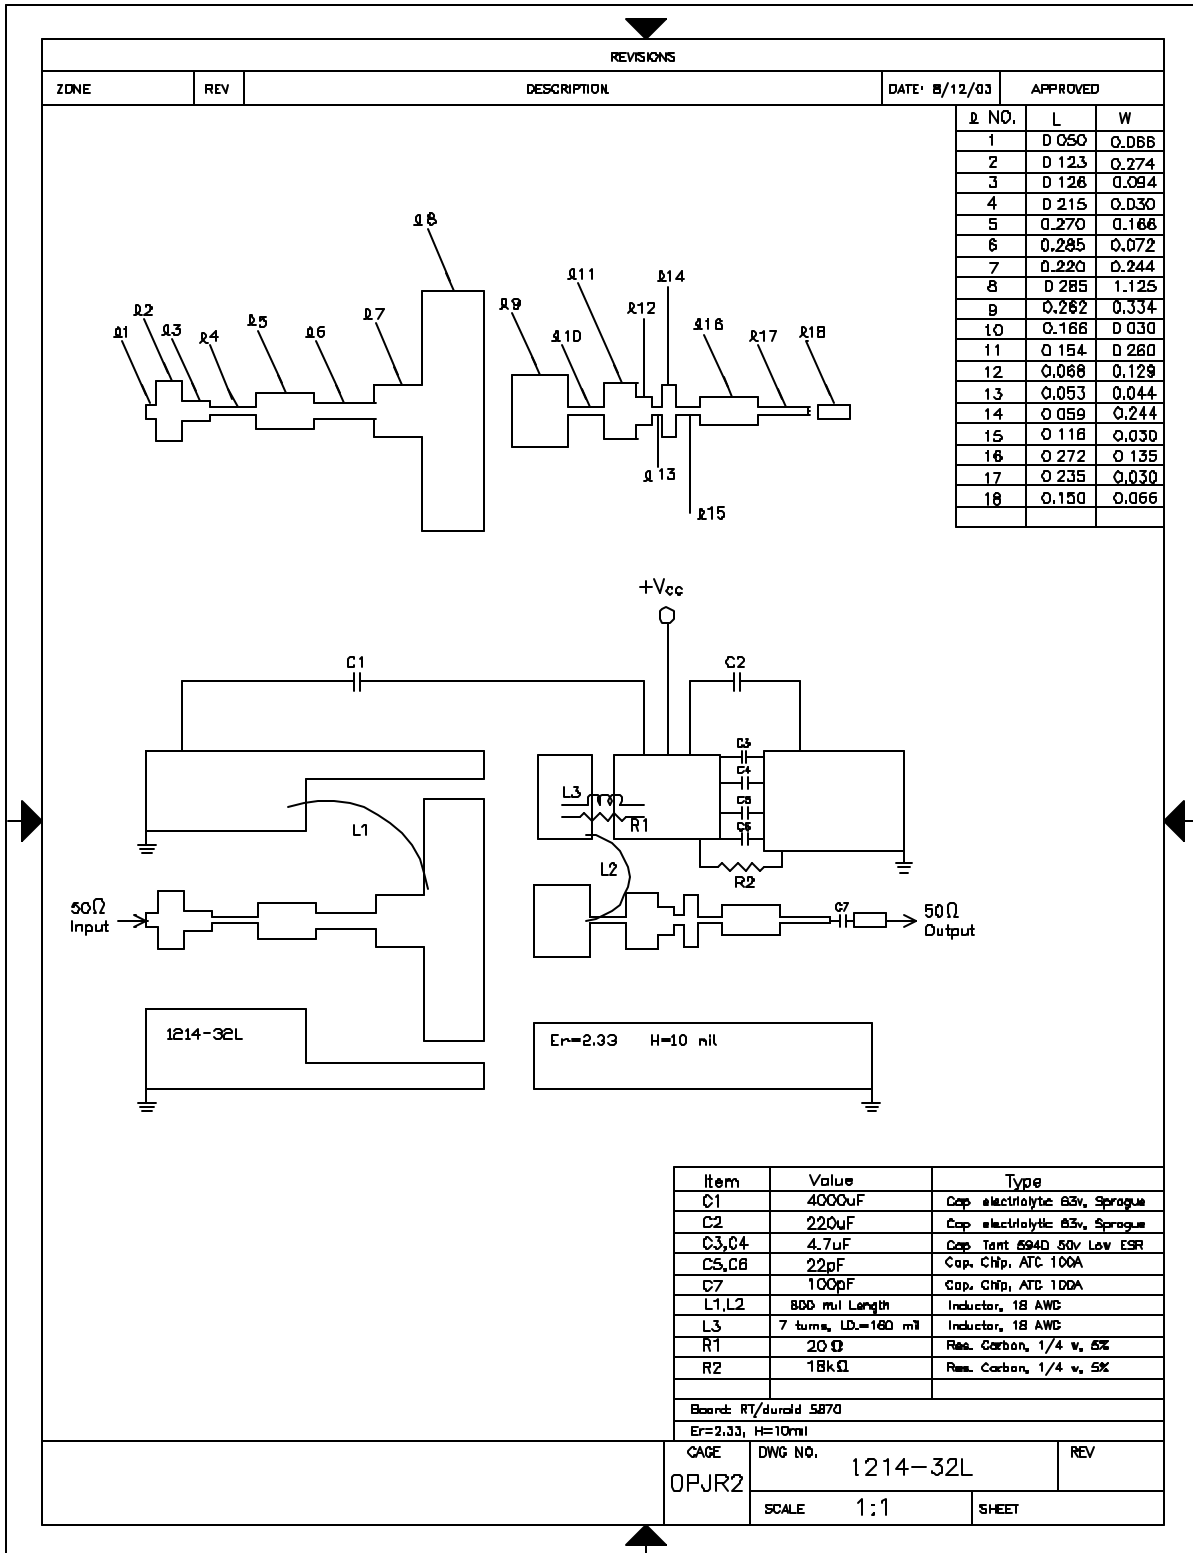 REVISIONS
ZONE REV DESCRIPTION DATE: 8/12/03 APPROVED
ℓ NO. L W
1 0.050 0.066
2 0.123 0.274
3 0.126 0.094
4 0.215 0.030
5 0.270 0.166
6 0.285 0.072
7 0.220 0.244
8 0.285 1.125
9 0.262 0.334
10 0.166 0.030
11 0.154 0.260
12 0.068 0.129
13 0.053 0.044
14 0.059 0.244
15 0.116 0.030
16 0.272 0.135
17 0.235 0.030
18 0.150 0.066
ℓ8
ℓ11 ℓ14
ℓ1 ℓ2 ℓ3 ℓ4 ℓ5 ℓ6 ℓ7 ℓ9 ℓ10 ℓ12 ℓ16 ℓ17 ℓ18
ℓ13
ℓ15
+Vcc
C1 C2
C3
C4
L3 C5
L1 R1 C6
L2 R2
50Ω
Input
C7
50Ω
Output
1214-32L
Er=2.33 H=10 mil
Item Value Type
C1 4000uF Cap electriolytic 63v, Sprague
C2 220uF Cap electriolytic 63v, Sprague
C3,C4 4.7uF Cap Tant 594D 50v Low ESR
C5,C6 22pF Cap. Chip, ATC 100A
C7 100pF Cap. Chip, ATC 100A
L1,L2 800 mil Length Inductor, 18 AWG
L3 7 turns, I.D.=160 mil Inductor, 18 AWG
R1 20 Ω Res. Carbon, 1/4 w, 5%
R2 18kΩ Res. Carbon, 1/4 w, 5%
Board: RT/duroid 5870
Er=2.33, H=10mil
CAGE DWG NO. REV
0PJR2 1214-32L
SCALE 1:1 SHEET